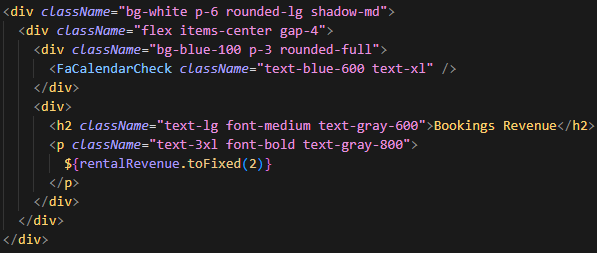 <div className="bg-white p-6 rounded-lg shadow-md">
  <div className="flex items-center gap-4">
    <div className="bg-blue-100 p-3 rounded-full">
      <FaCalendarCheck className="text-blue-600 text-xl" />
    </div>
    <div>
      <h2 className="text-lg font-medium text-gray-600">Bookings Revenue</h2>
      <p className="text-3xl font-bold text-gray-800">
        ${rentalRevenue.toFixed(2)}
      </p>
    </div>
  </div>
</div>